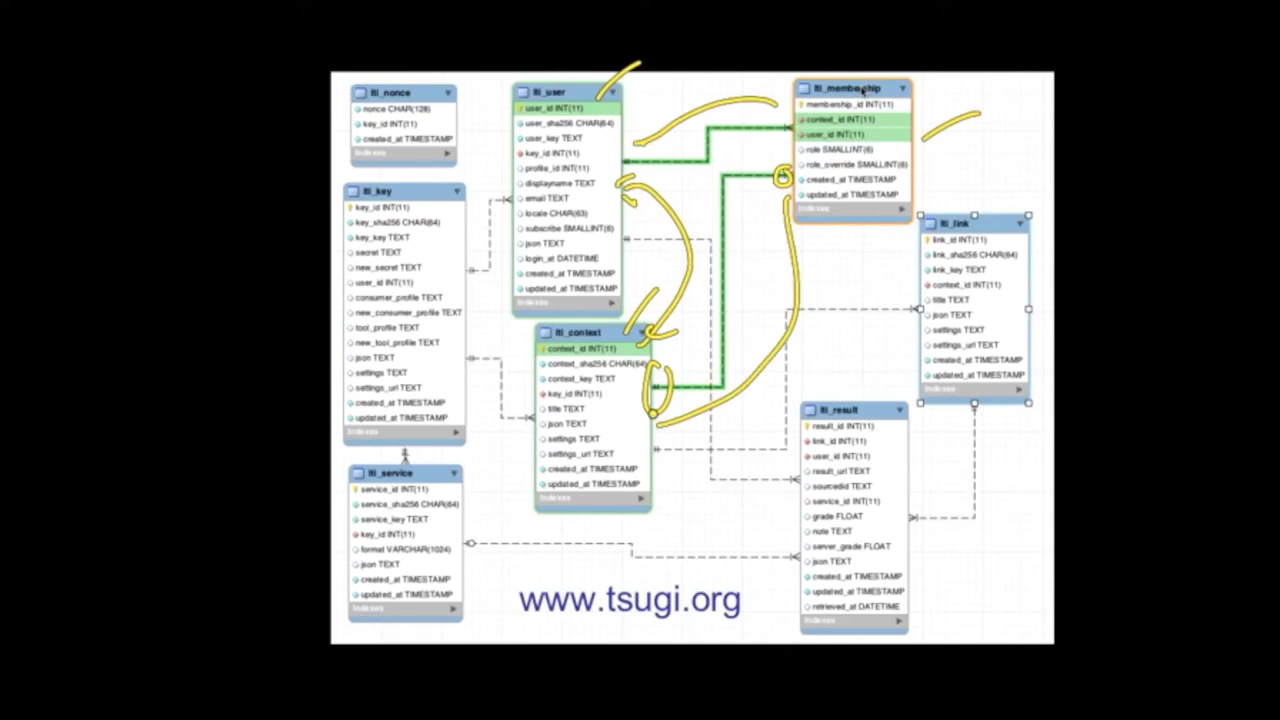 lti_nonce
nonce CHAR(128)
key_id INT(11)
created_at TIMESTAMP
Indexes
lti_key
key_id INT(11)
key_sha256 CHAR(64)
key_key TEXT
secret TEXT
new_secret TEXT
user_id INT(11)
consumer_profile TEXT
new_consumer_profile TEXT
tool_profile TEXT
new_tool_profile TEXT
json TEXT
settings TEXT
settings_url TEXT
created_at TIMESTAMP
updated_at TIMESTAMP
Indexes
lti_service
service_id INT(11)
service_sha256 CHAR(64)
service_key TEXT
key_id INT(11)
format VARCHAR(1024)
json TEXT
created_at TIMESTAMP
updated_at TIMESTAMP
Indexes
lti_user
user_id INT(11)
user_sha256 CHAR(64)
user_key TEXT
key_id INT(11)
profile_id INT(11)
displayname TEXT
email TEXT
locale CHAR(63)
subscribe SMALLINT(6)
json TEXT
login_at DATETIME
created_at TIMESTAMP
updated_at TIMESTAMP
Indexes
lti_context
context_id INT(11)
context_sha256 CHAR(64)
context_key TEXT
key_id INT(11)
title TEXT
json TEXT
settings TEXT
settings_url TEXT
created_at TIMESTAMP
updated_at TIMESTAMP
Indexes
lti_membership
membership_id INT(11)
context_id INT(11)
user_id INT(11)
role SMALLINT(6)
role_override SMALLINT(6)
created_at TIMESTAMP
updated_at TIMESTAMP
Indexes
lti_link
link_id INT(11)
link_sha256 CHAR(64)
link_key TEXT
context_id INT(11)
title TEXT
json TEXT
settings TEXT
settings_url TEXT
created_at TIMESTAMP
updated_at TIMESTAMP
Indexes
lti_result
result_id INT(11)
link_id INT(11)
user_id INT(11)
result_url TEXT
sourcedid TEXT
service_id INT(11)
grade FLOAT
note TEXT
server_grade FLOAT
json TEXT
created_at TIMESTAMP
updated_at TIMESTAMP
retrieved_at DATETIME
Indexes
www.tsugi.org